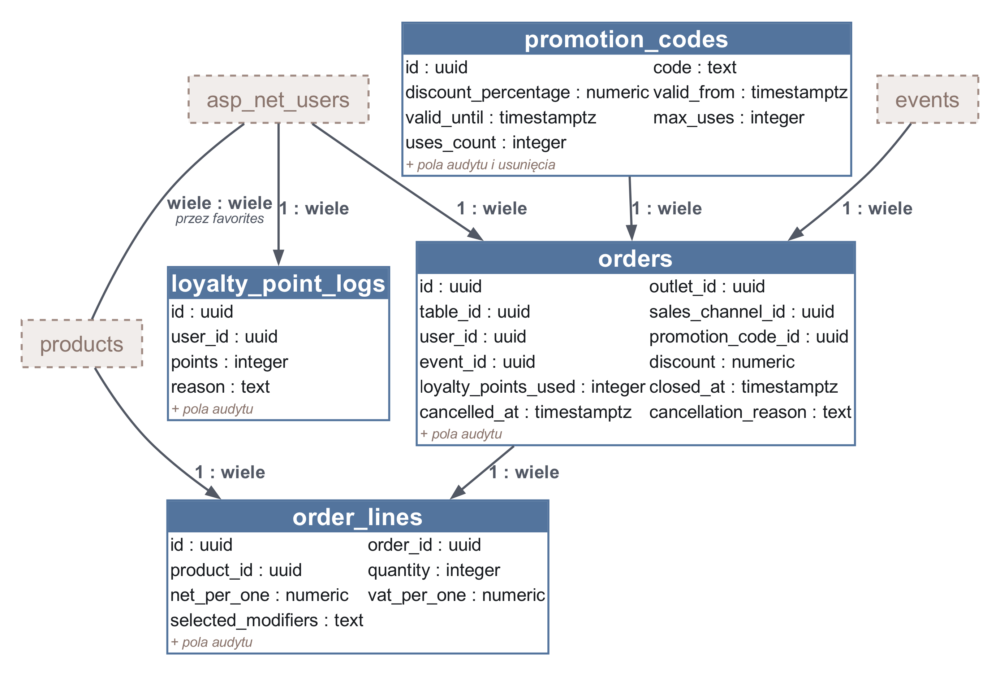 promotion_codes
id : uuid code : text
discount_percentage : numeric valid_from : timestamptz
valid_until : timestamptz max_uses : integer
uses_count : integer
+ pola audytu i usunięcia
asp_net_users
events
wiele : wiele
przez favorites
1 : wiele
1 : wiele
1 : wiele
1 : wiele
loyalty_point_logs
id : uuid
user_id : uuid
points : integer
reason : text
+ pola audytu
orders
id : uuid outlet_id : uuid
table_id : uuid sales_channel_id : uuid
user_id : uuid promotion_code_id : uuid
event_id : uuid discount : numeric
loyalty_points_used : integer closed_at : timestamptz
cancelled_at : timestamptz cancellation_reason : text
+ pola audytu
products
1 : wiele
1 : wiele
order_lines
id : uuid order_id : uuid
product_id : uuid quantity : integer
net_per_one : numeric vat_per_one : numeric
selected_modifiers : text
+ pola audytu